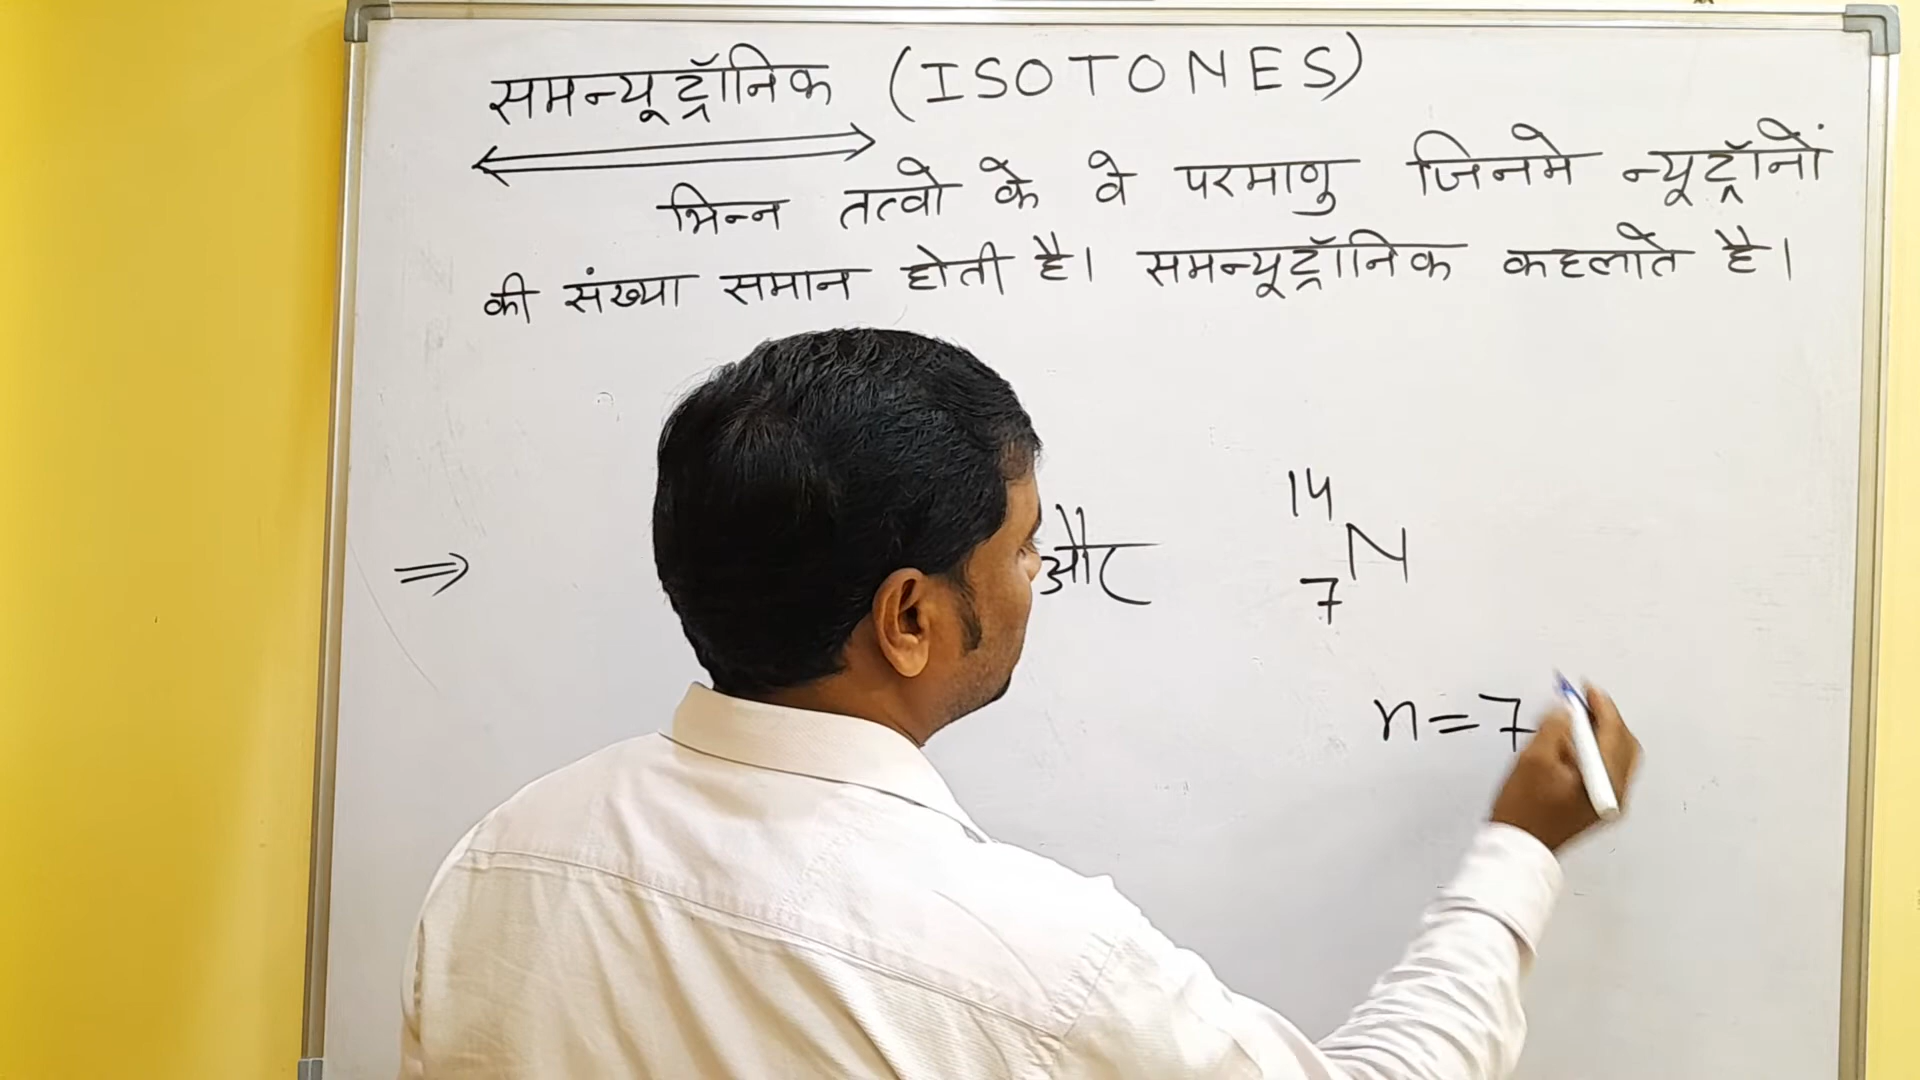 समन्यूट्रॉनिक (ISOTONES)
भिन्न तत्वो के वे परमाणु जिनमे न्यूट्रॉनों
की संख्या समान होती है। समन्यूट्रॉनिक कहलाते है।
⇒ और 14 7 N
n=7